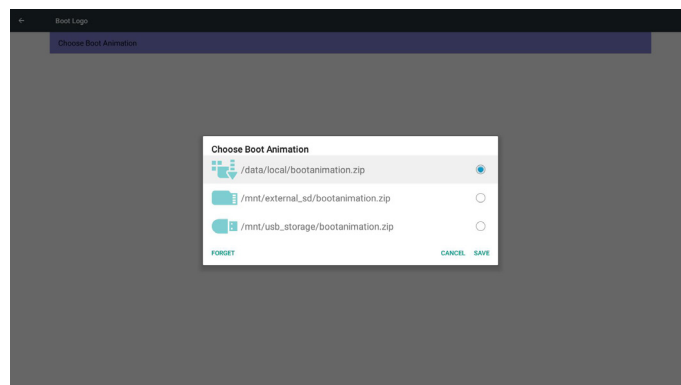 Boot Logo
Choose Boot Animation
Choose Boot Animation
/data/local/bootanimation.zip
/mnt/external_sd/bootanimation.zip
/mnt/usb_storage/bootanimation.zip
FORGET CANCEL SAVE